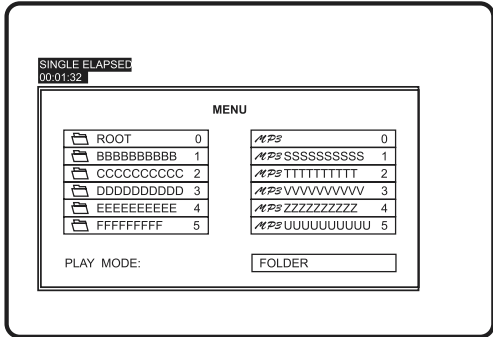 SINGLE ELAPSED
00:01:32
MENU
ROOT 0
BBBBBBBBBB 1
CCCCCCCCCC 2
DDDDDDDDDD 3
EEEEEEEEEE 4
FFFFFFFFF 5
MP3 0
MP3 SSSSSSSSSS 1
MP3 TTTTTTTTTT 2
MP3 VVVVVVVVVV 3
MP3 ZZZZZZZZZZ 4
MP3 UUUUUUUUUU 5
PLAY MODE: FOLDER